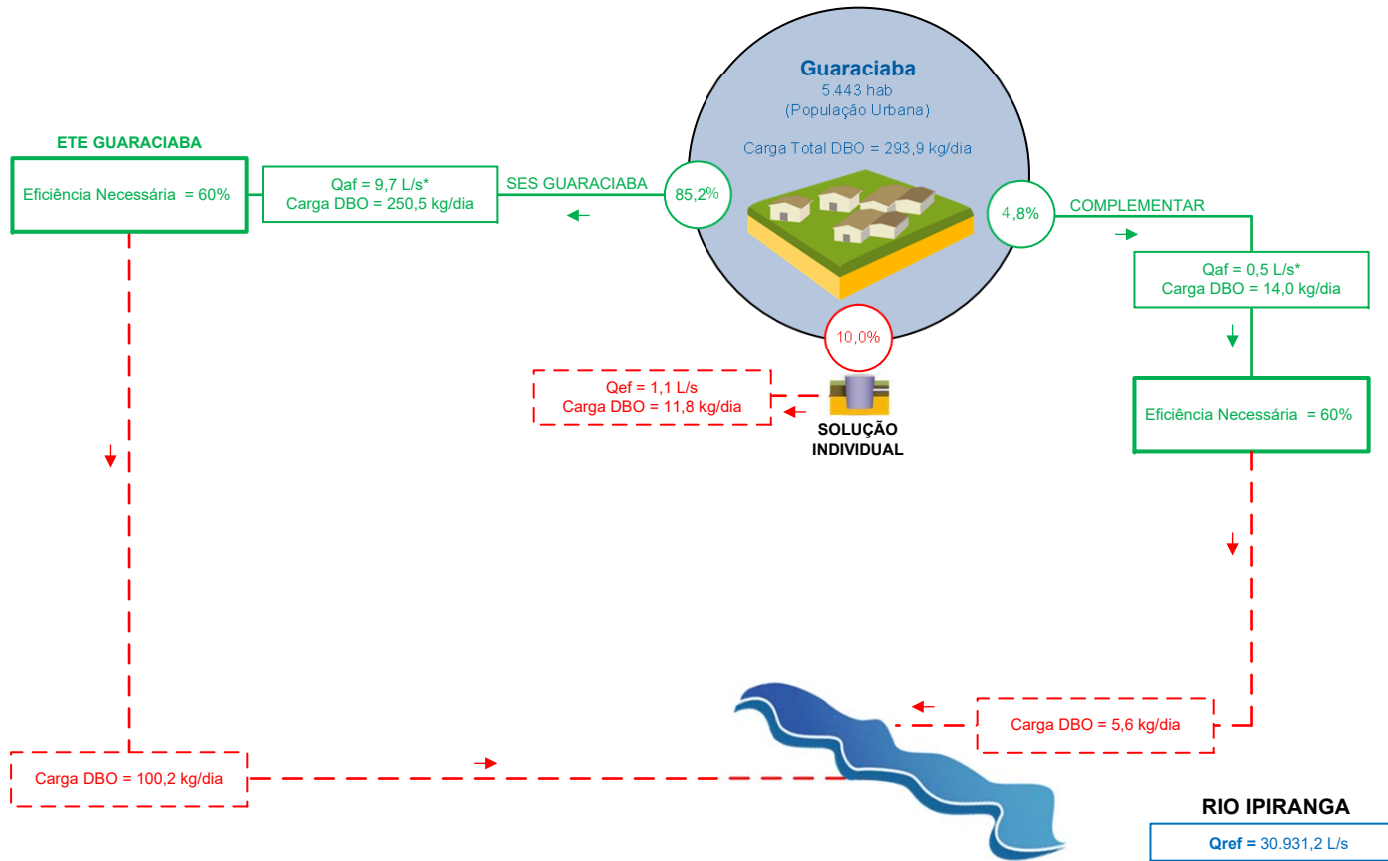 Guaraciaba
5.443 hab
(População Urbana)
Carga Total DBO = 293,9 kg/dia
ETE GUARACIABA
Eficiência Necessária = 60%
Qaf = 9,7 L/s*
Carga DBO = 250,5 kg/dia
SES GUARACIABA
85,2%
4,8%
COMPLEMENTAR
Qaf = 0,5 L/s*
Carga DBO = 14,0 kg/dia
10,0%
Qef = 1,1 L/s
Carga DBO = 11,8 kg/dia
SOLUÇÃO
INDIVIDUAL
Eficiência Necessária = 60%
Carga DBO = 5,6 kg/dia
Carga DBO = 100,2 kg/dia
RIO IPIRANGA
Qref = 30.931,2 L/s